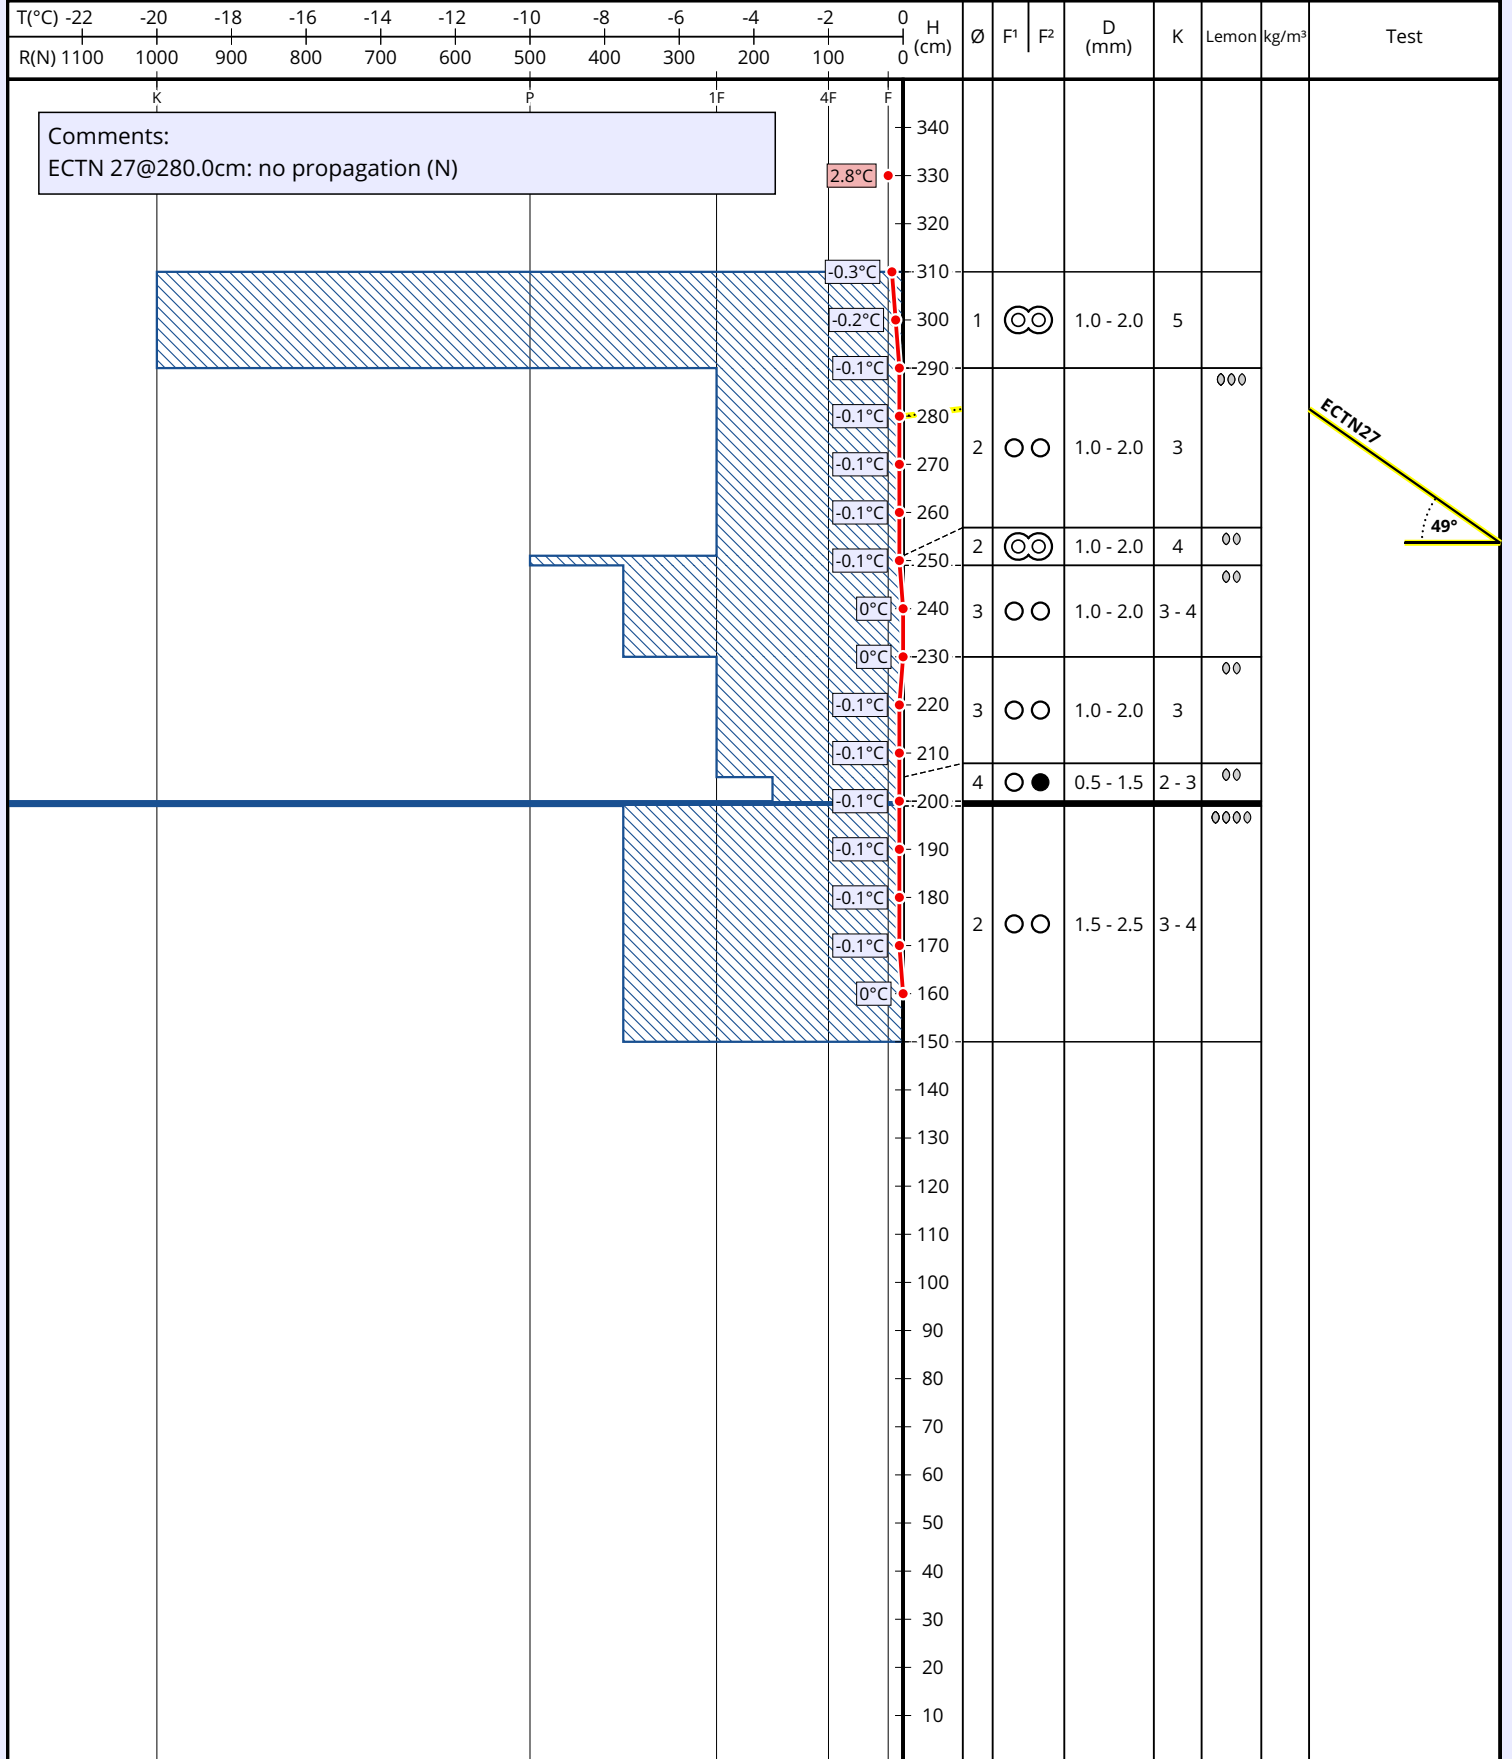 T(°C) -22 -20 -18 -16 -14 -12 -10 -8 -6 -4 -2 0
R(N) 1100 1000 900 800 700 600 500 400 300 200 100 0
H (cm) Ø F¹ F² D (mm) K Lemon kg/m³ Test
K P 1F 4F F
Comments:
ECTN 27@280.0cm: no propagation (N)
340
2.8°C 330
320
-0.3°C 310
-0.2°C 300 1 1.0 - 2.0 5
-0.1°C 290
-0.1°C 280
ECTN27
2 1.0 - 2.0 3
-0.1°C 270
-0.1°C 260
49°
2 1.0 - 2.0 4
-0.1°C 250
0°C 240 3 1.0 - 2.0 3 - 4
0°C 230
-0.1°C 220 3 1.0 - 2.0 3
-0.1°C 210
4 0.5 - 1.5 2 - 3
-0.1°C 200
-0.1°C 190
-0.1°C 180
2 1.5 - 2.5 3 - 4
-0.1°C 170
0°C 160
150
140
130
120
110
100
90
80
70
60
50
40
30
20
10